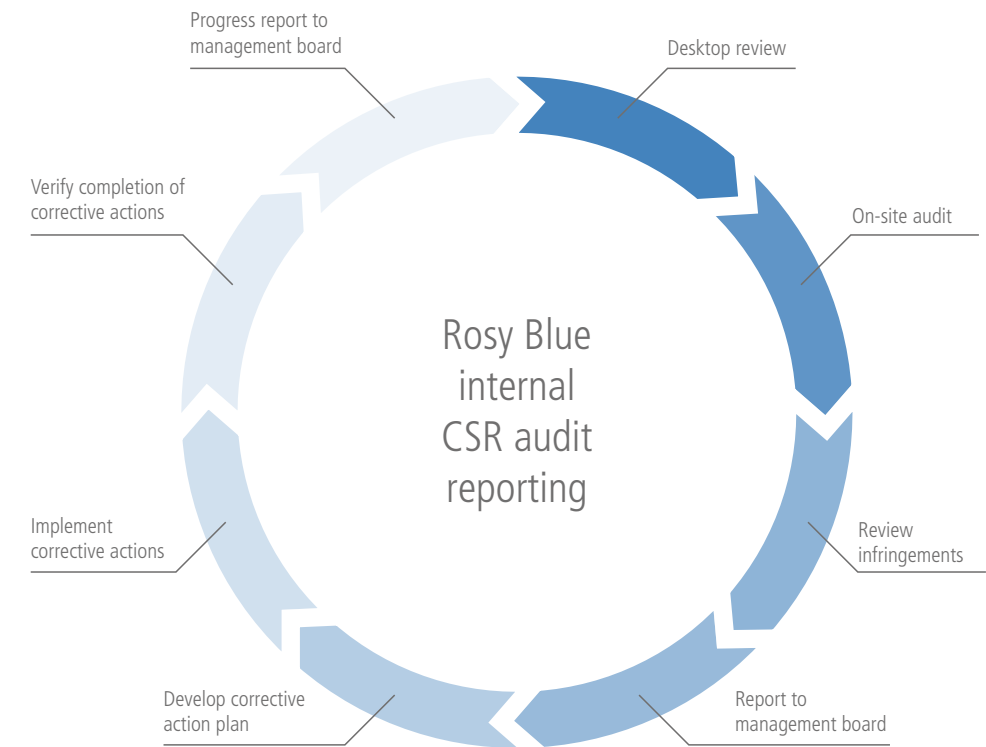 Progress report to
management board
Desktop review
Verify completion of
corrective actions
On-site audit
Rosy Blue
internal
CSR audit
reporting
Implement
corrective actions
Review
infringements
Develop corrective
action plan
Report to
management board